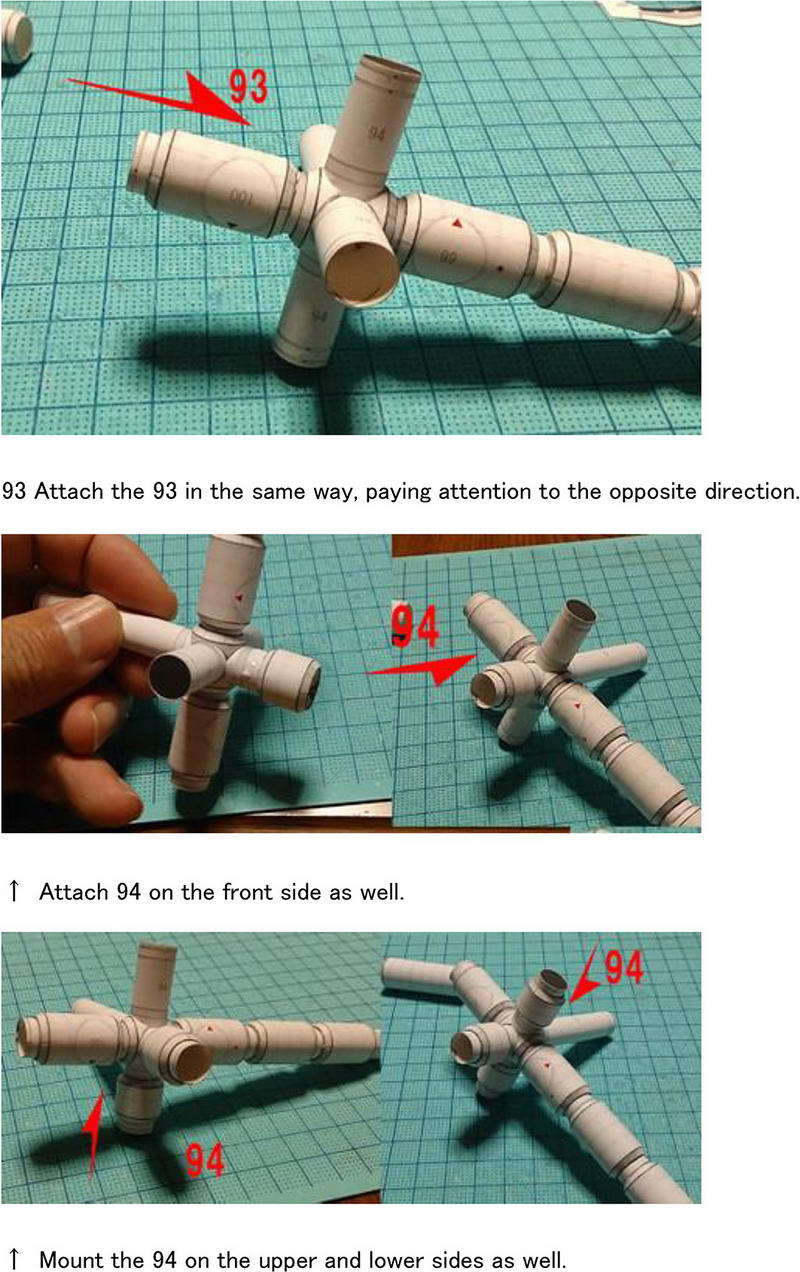 93
94
100
99
94
93 Attach the 93 in the same way, paying attention to the opposite direction.
94
↑ Attach 94 on the front side as well.
94
94
↑ Mount the 94 on the upper and lower sides as well.